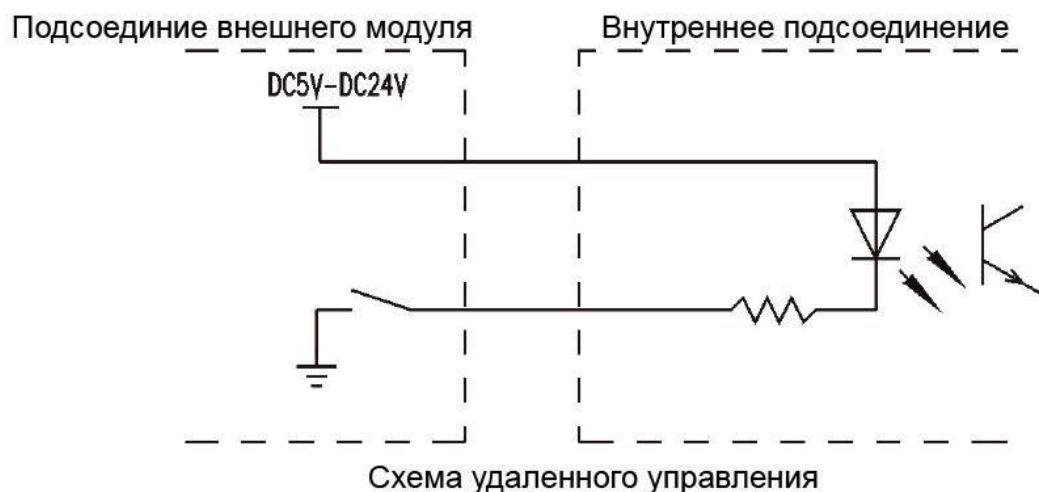 Подсоединие внешнего модуля
Внутреннее подсоединение
DC5V-DC24V
Схема удаленного управления